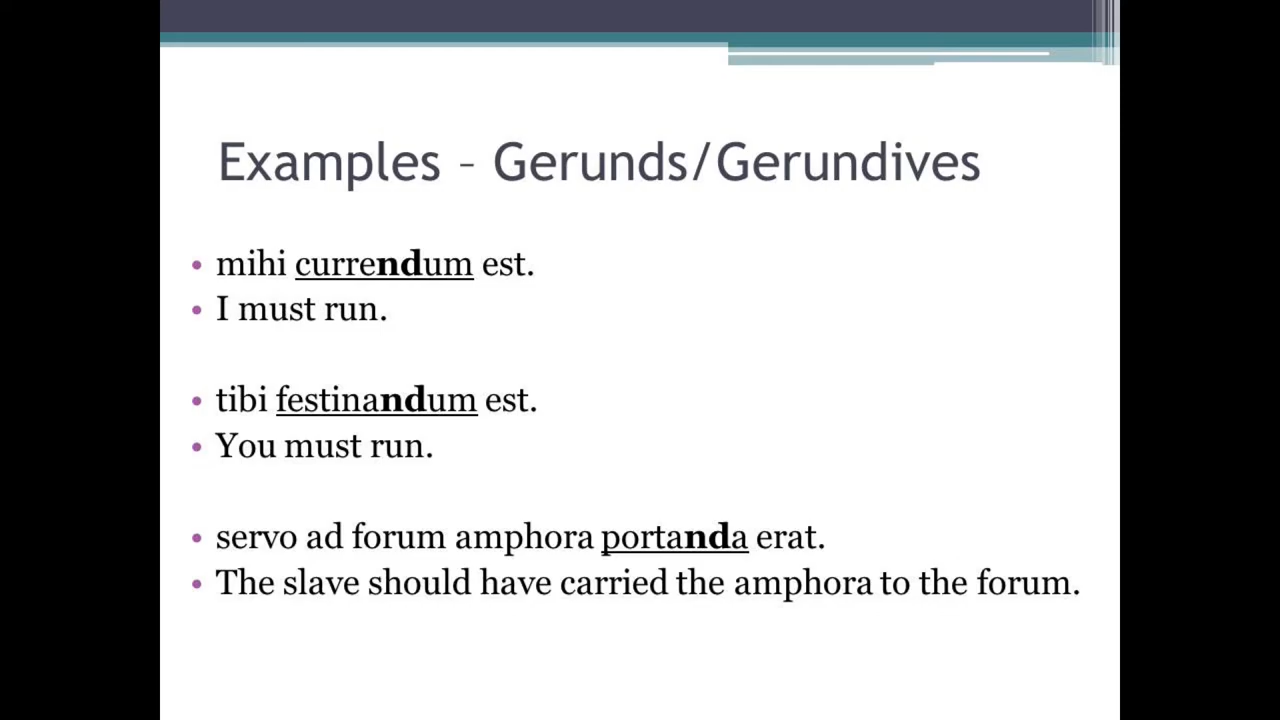 Examples – Gerunds/Gerundives
• mihi currendum est.
• I must run.
• tibi festinandum est.
• You must run.
• servo ad forum amphora portanda erat.
• The slave should have carried the amphora to the forum.